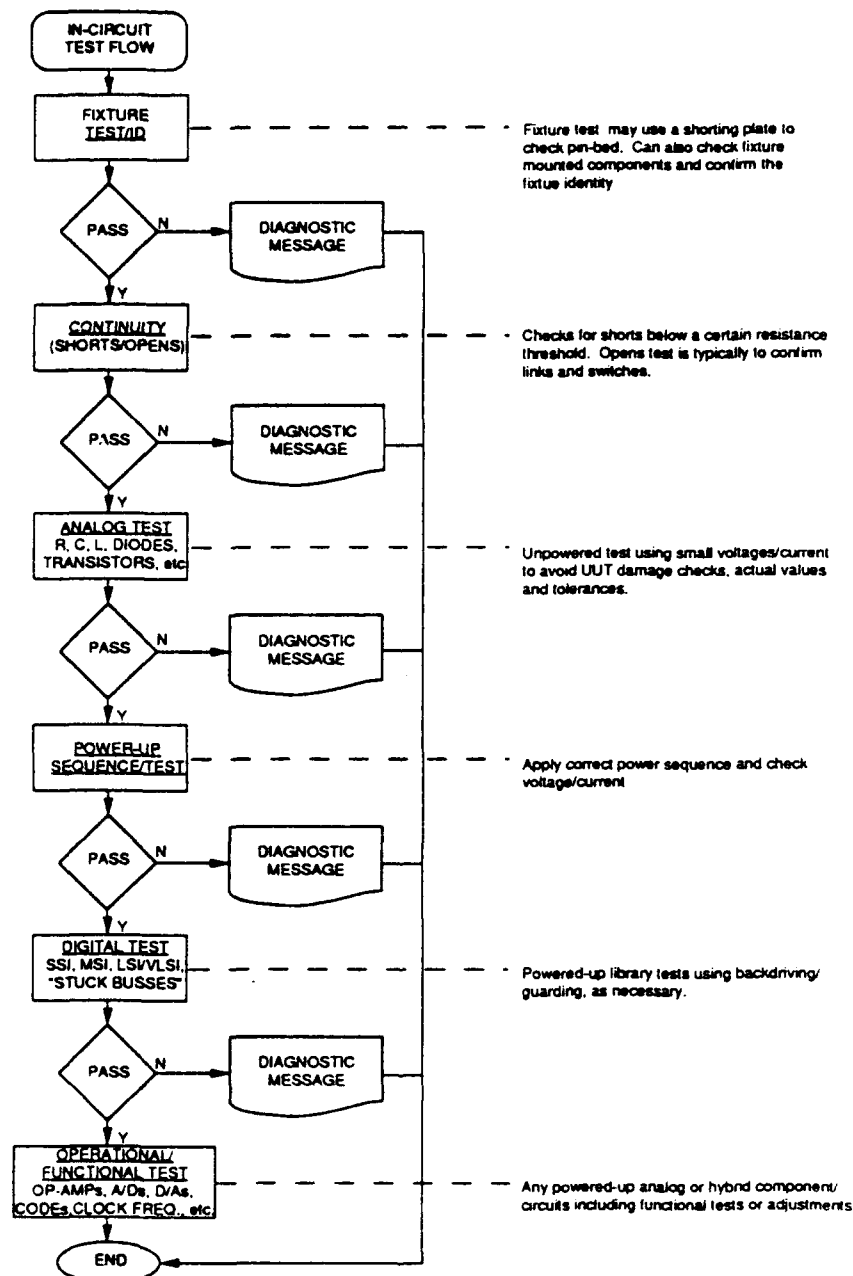 IN-CIRCUIT
TEST FLOW
FIXTURE
TEST/ID
Fixture test may use a shorting plate to
check pin-bed. Can also check fixture
mounted components and confirm the
fixtue identity
PASS
N
DIAGNOSTIC
MESSAGE
Y
CONTINUITY
(SHORTS/OPENS)
Checks for shorts below a certain resistance
threshold. Opens test is typically to confirm
links and switches.
PASS
N
DIAGNOSTIC
MESSAGE
Y
ANALOG TEST
R, C, L, DIODES,
TRANSISTORS, etc
Unpowered test using small voltages/current
to avoid UUT damage checks, actual values
and tolerances.
PASS
N
DIAGNOSTIC
MESSAGE
Y
POWER-UP
SEQUENCE/TEST
Apply correct power sequence and check
voltage/current
PASS
N
DIAGNOSTIC
MESSAGE
Y
DIGITAL TEST
SSI, MSI, LSI/VLSI,
"STUCK BUSSES"
Powered-up library tests using backdriving/
guarding, as necessary.
PASS
N
DIAGNOSTIC
MESSAGE
Y
OPERATIONAL/
FUNCTIONAL TEST
OP-AMPs, A/Ds, D/As,
CODEs, CLOCK FREQ., etc.
Any powered-up analog or hybrid component/
circuits including functional tests or adjustments
END